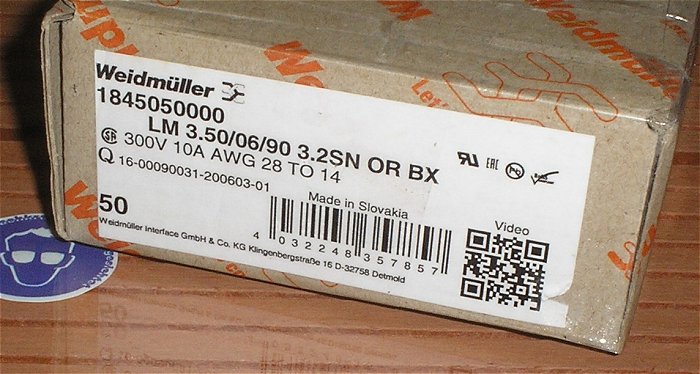 Weidmüller
Weidmüller
1845050000
LM 3.50/06/90 3.2SN OR BX
300V 10A AWG 28 TO 14
Q 16-00090031-200603-01
50
Made in Slovakia
4 032248 357857
Weidmüller Interface GmbH & Co. KG Klingenbergstraße 16 D-32758 Detmold
Video
EAC